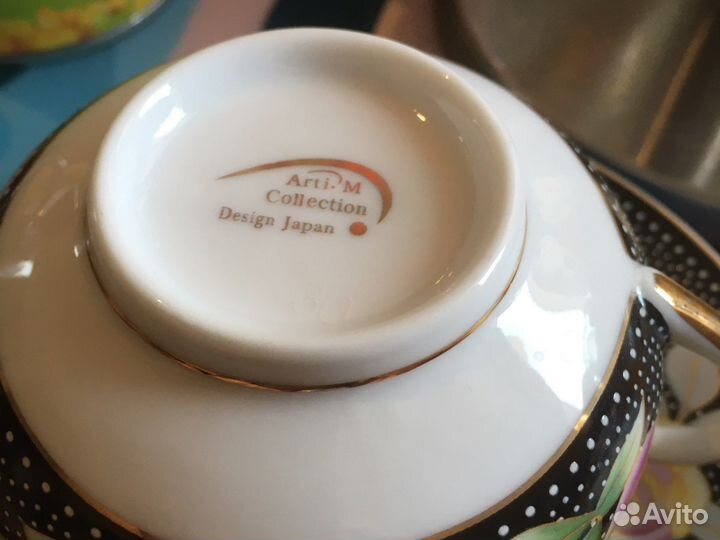 Arti-M
Collection
Design Japan
Avito